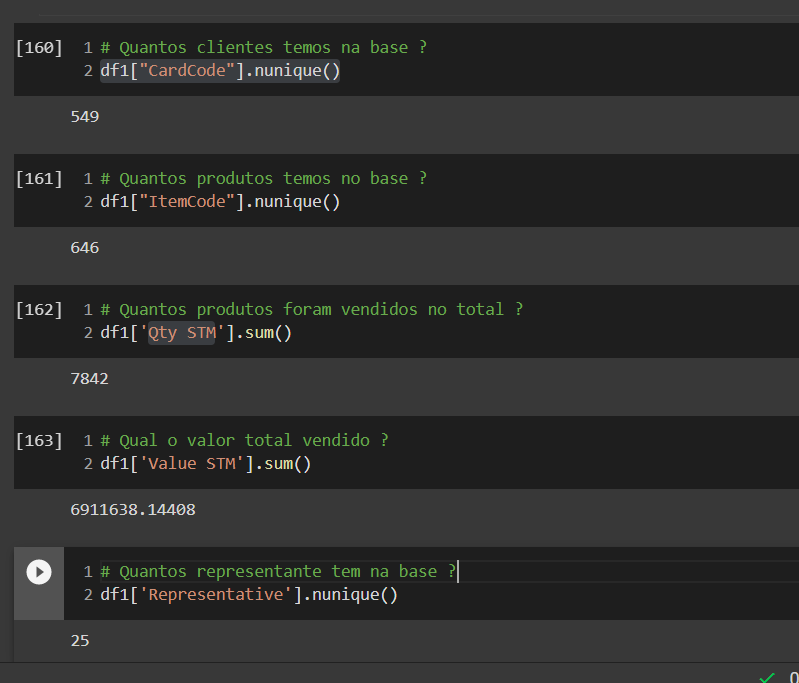 [160] 1 # Quantos clientes temos na base ?
2 df1["CardCode"].nunique()
549
[161] 1 # Quantos produtos temos no base ?
2 df1["ItemCode"].nunique()
646
[162] 1 # Quantos produtos foram vendidos no total ?
2 df1['Qty STM'].sum()
7842
[163] 1 # Qual o valor total vendido ?
2 df1['Value STM'].sum()
6911638.14408
1 # Quantos representante tem na base ?
2 df1['Representative'].nunique()
25